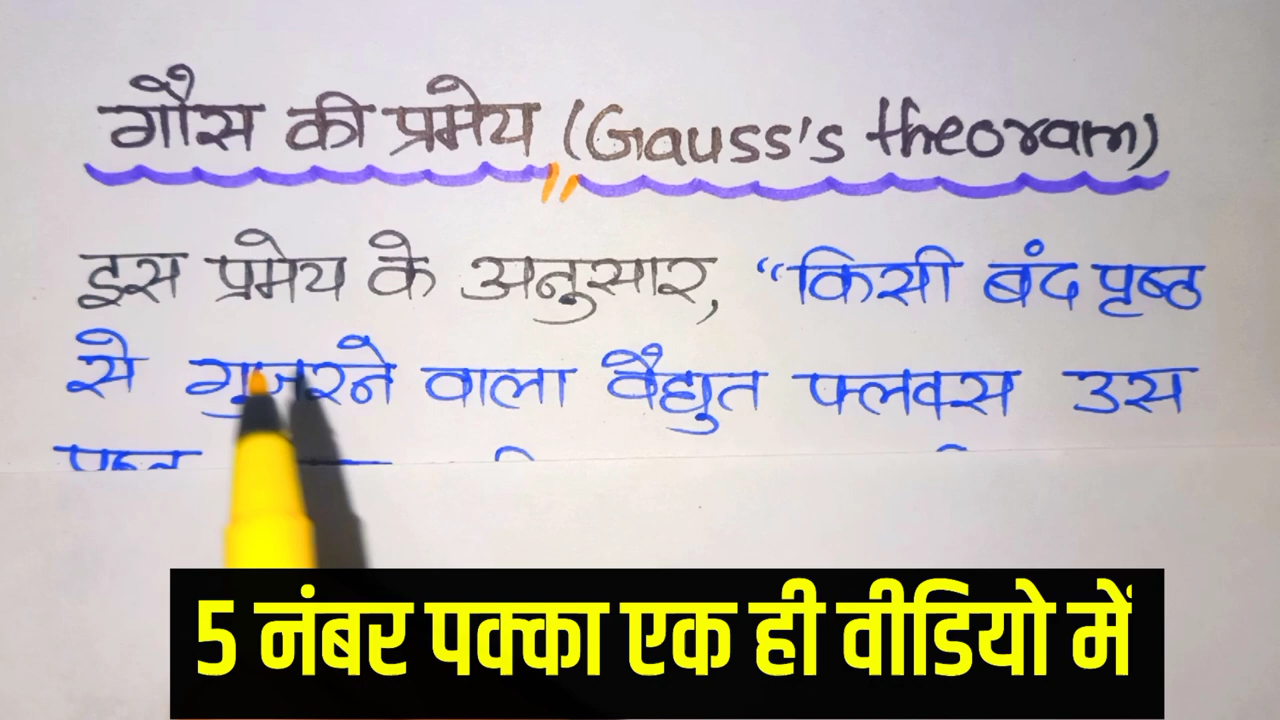 गौस की प्रमेय (Gauss's theoram)
इस प्रमेय के अनुसार, "किसी बंद पृष्ठ
से गुजरने वाला वैद्युत फ्लक्स उस
5 नंबर पक्का एक ही वीडियो में